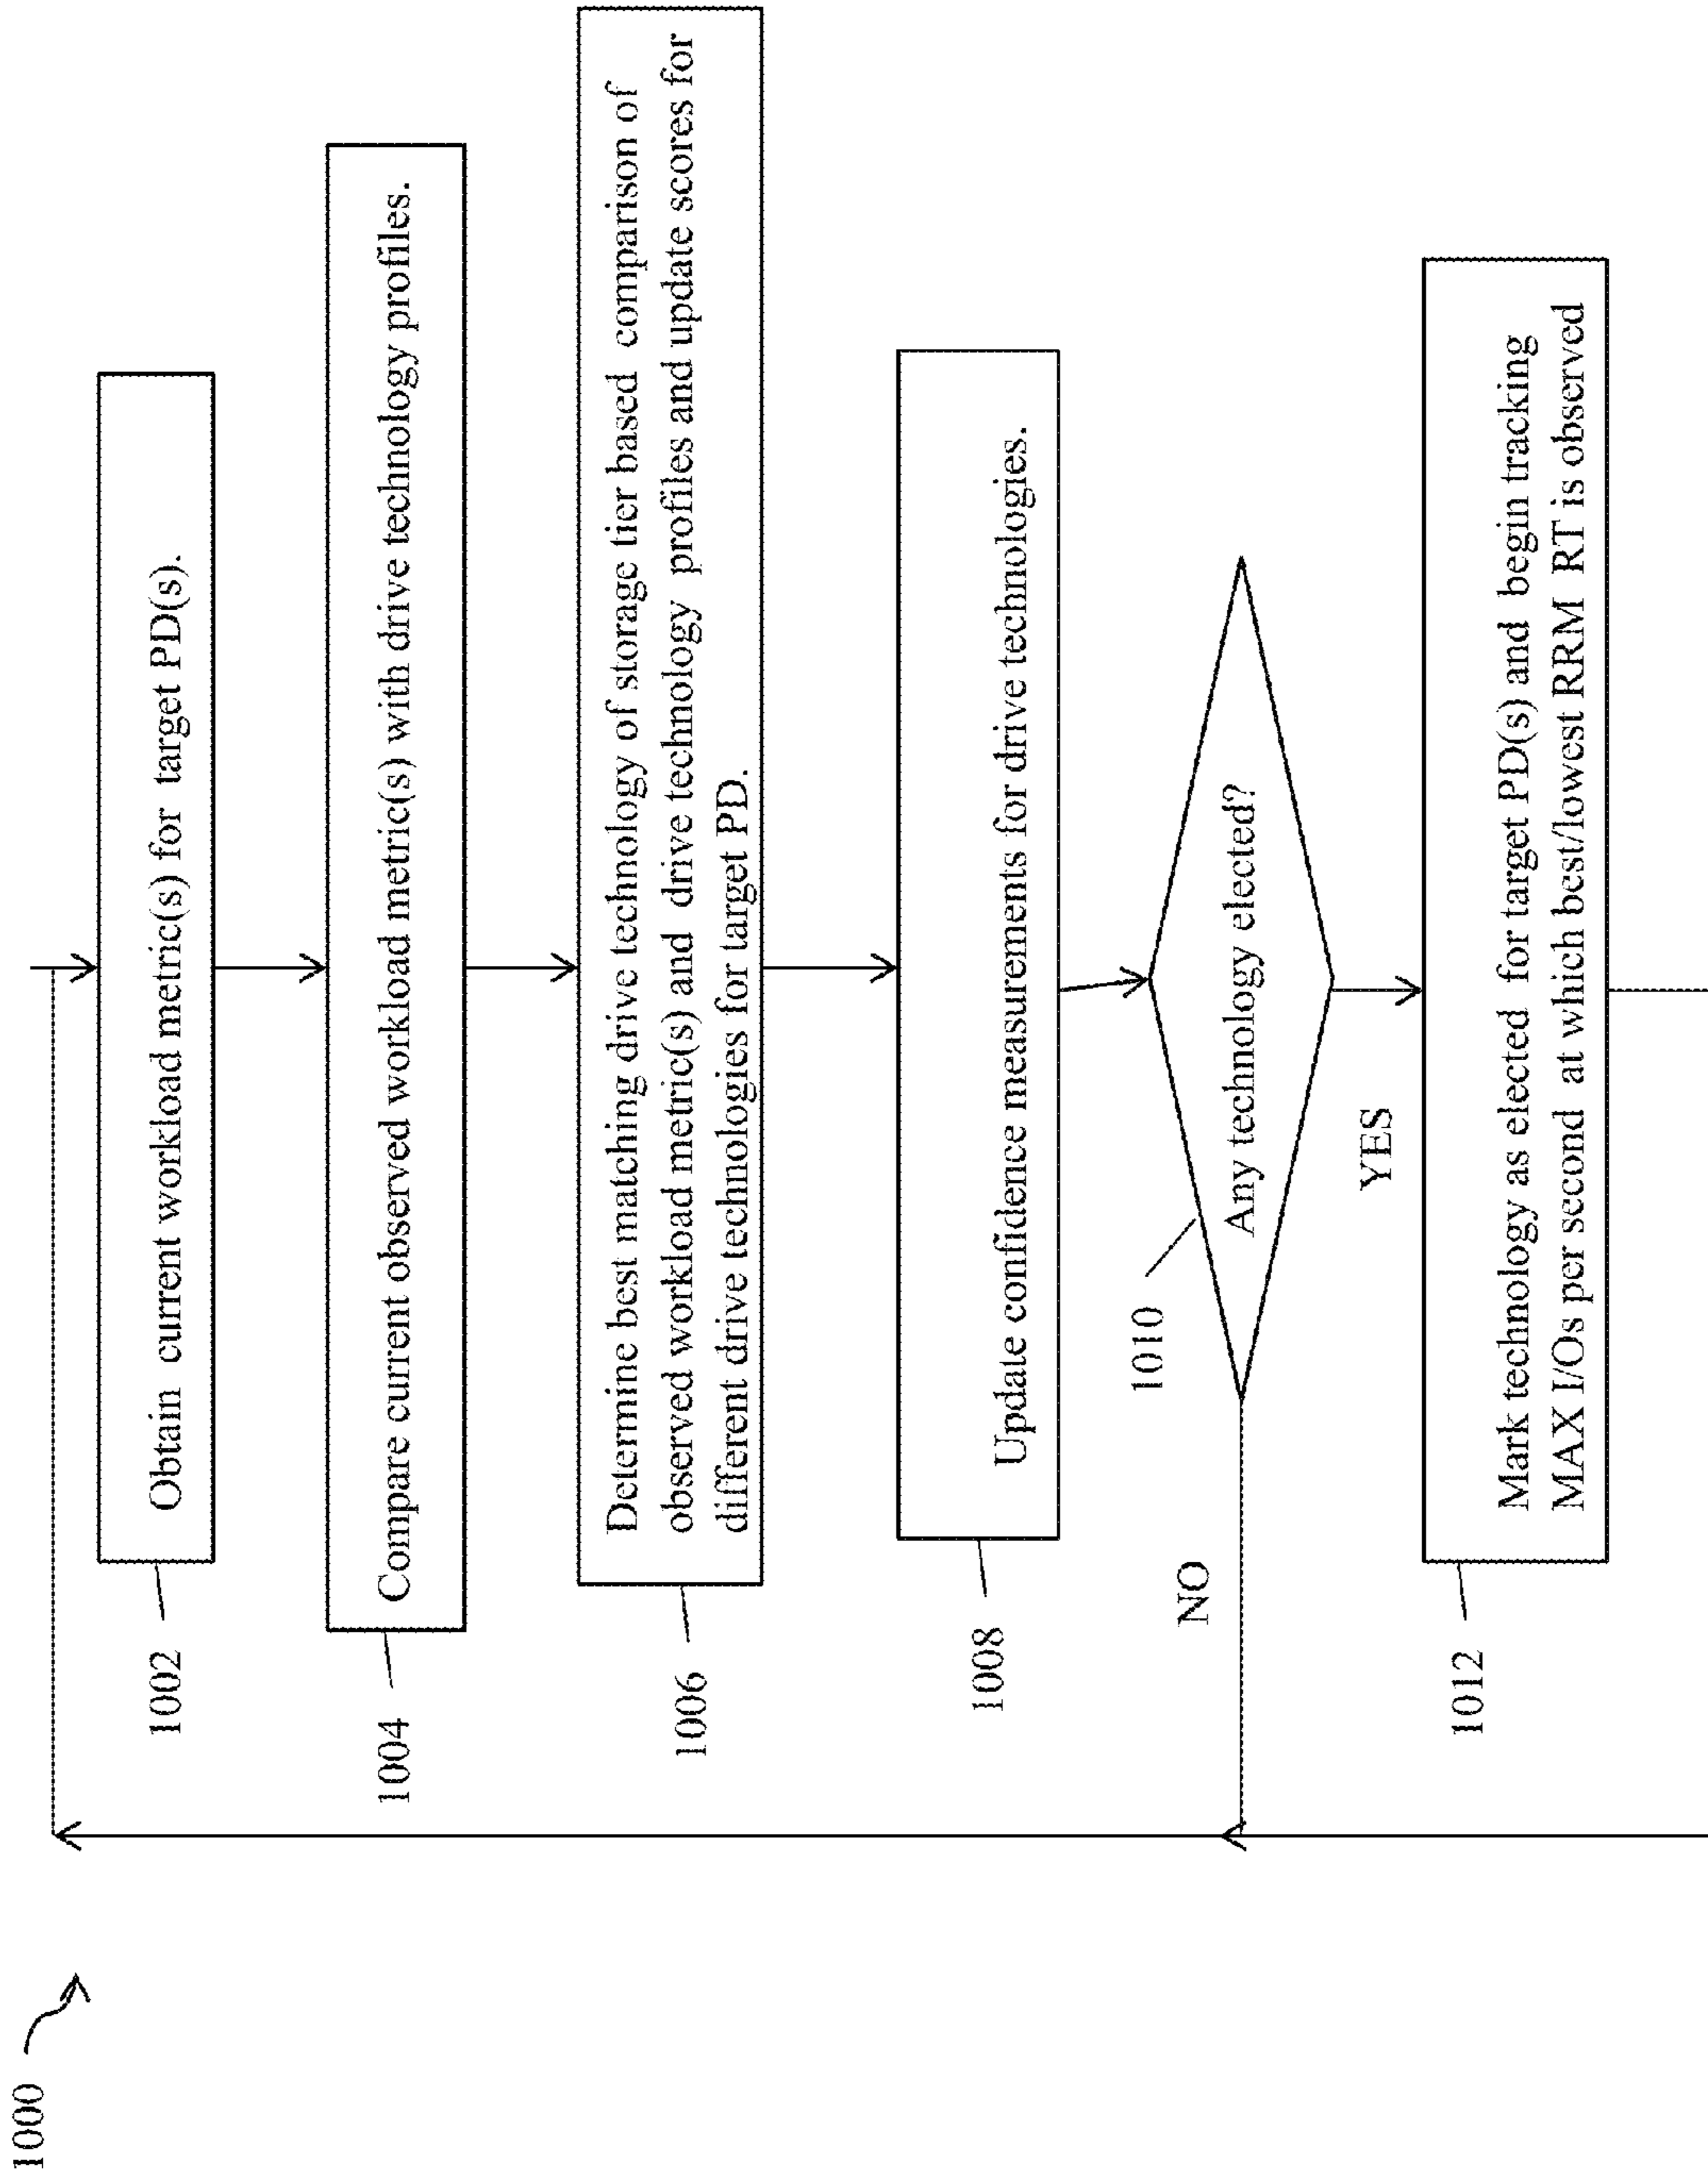 1000
1002
Obtain current workload metric(s) for target PD(s).
1004
Compare current observed workload metric(s) with drive technology profiles.
1006
Determine best matching drive technology of storage tier based comparison of
observed workload metric(s) and drive technology profiles and update scores for
different drive technologies for target PD.
1008
Update confidence measurements for drive technologies.
1010
Any technology elected?
NO
YES
1012
Mark technology as elected for target PD(s) and begin tracking
MAX I/Os per second at which best/lowest RRM RT is observed